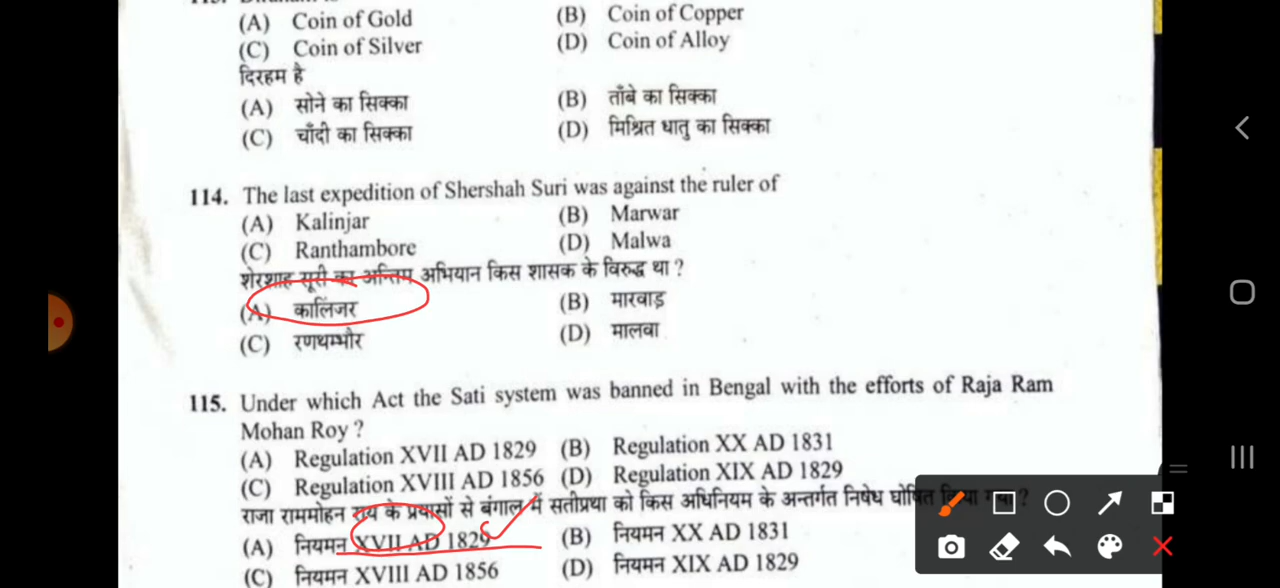 (A) Coin of Gold (B) Coin of Copper
(C) Coin of Silver (D) Coin of Alloy
दिरहम है
(A) सोने का सिक्का (B) ताँबे का सिक्का
(C) चाँदी का सिक्का (D) मिश्रित धातु का सिक्का
114. The last expedition of Shershah Suri was against the ruler of
(A) Kalinjar (B) Marwar
(C) Ranthambore (D) Malwa
शेरशाह सूरी का अन्तिम अभियान किस शासक के विरुद्ध था ?
(A) कालिंजर (B) मारवाड़
(C) रणथम्भौर (D) मालवा
115. Under which Act the Sati system was banned in Bengal with the efforts of Raja Ram
Mohan Roy ?
(A) Regulation XVII AD 1829 (B) Regulation XX AD 1831
(C) Regulation XVIII AD 1856 (D) Regulation XIX AD 1829
राजा राममोहन राय के प्रयासों से बंगाल में सतीप्रथा को किस अधिनियम के अन्तर्गत निषेध घोषित किया गया ?
(A) नियमन XVII AD 1829 (B) नियमन XX AD 1831
(C) नियमन XVIII AD 1856 (D) नियमन XIX AD 1829